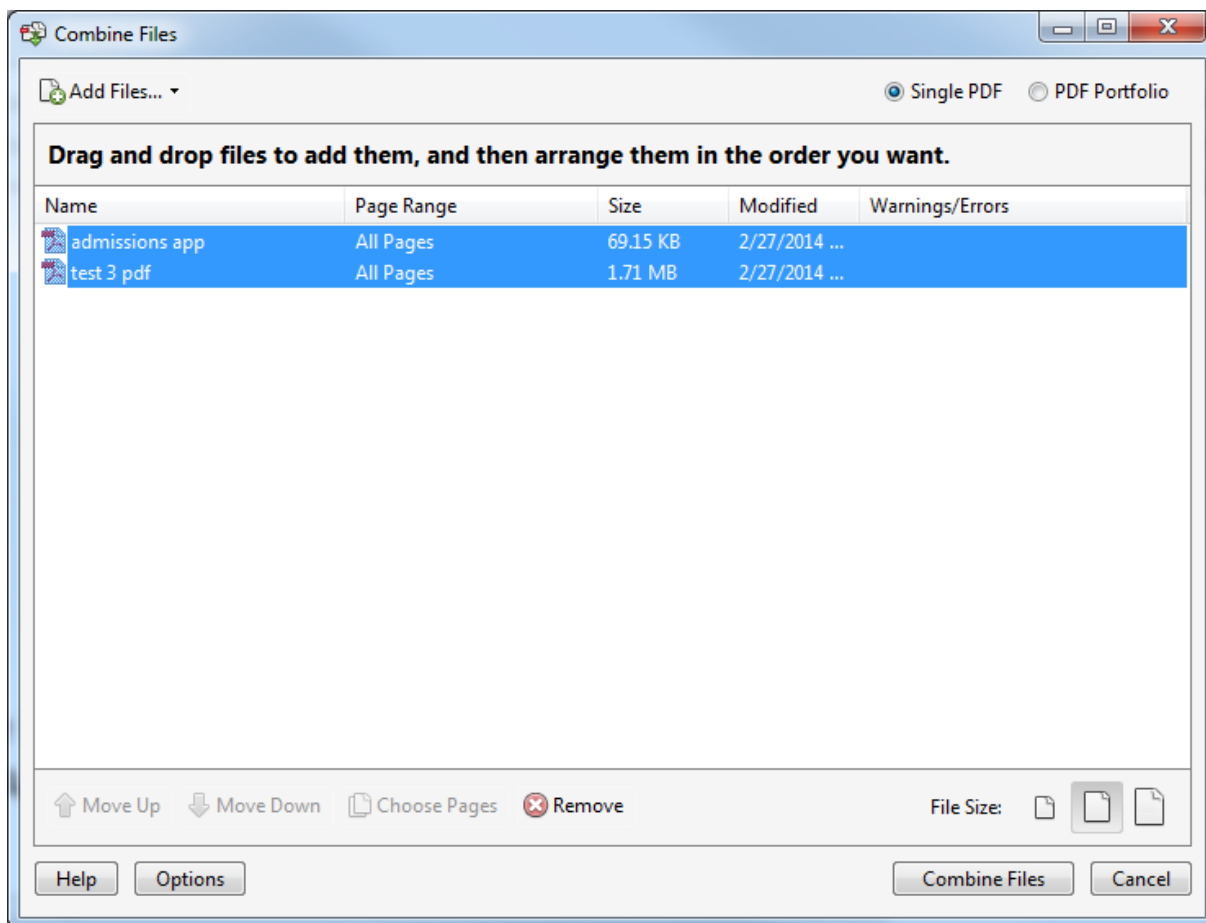 Combine Files
Add Files... Single PDF PDF Portfolio
Drag and drop files to add them, and then arrange them in the order you want.
Name Page Range Size Modified Warnings/Errors
admissions app All Pages 69.15 KB 2/27/2014 ...
test 3 pdf All Pages 1.71 MB 2/27/2014 ...
Move Up Move Down Choose Pages Remove File Size:
Help Options Combine Files Cancel